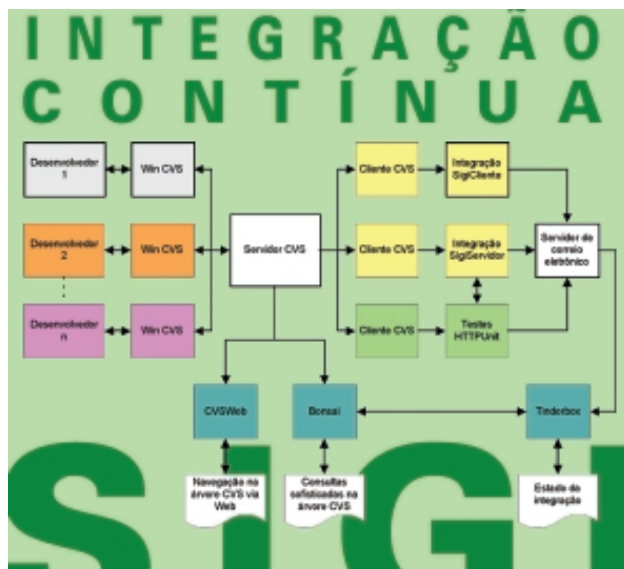 INTEGRAÇÃO
CONTÍNUA
Desenvolvedor
1
Win CVS
Cliente CVS
Integração
SigiCliente
Desenvolvedor
2
Win CVS
Servidor CVS
Cliente CVS
Integração
SigiServidor
Servidor de
correio
eletrônico
Desenvolvedor
n
Win CVS
Cliente CVS
Testes
HTTPUnit
CVSWeb
Bonsai
Tinderbox
Navegação na
árvore CVS via
Web
Consultas
sofisticadas na
árvore CVS
Estado da
integração
SIGI